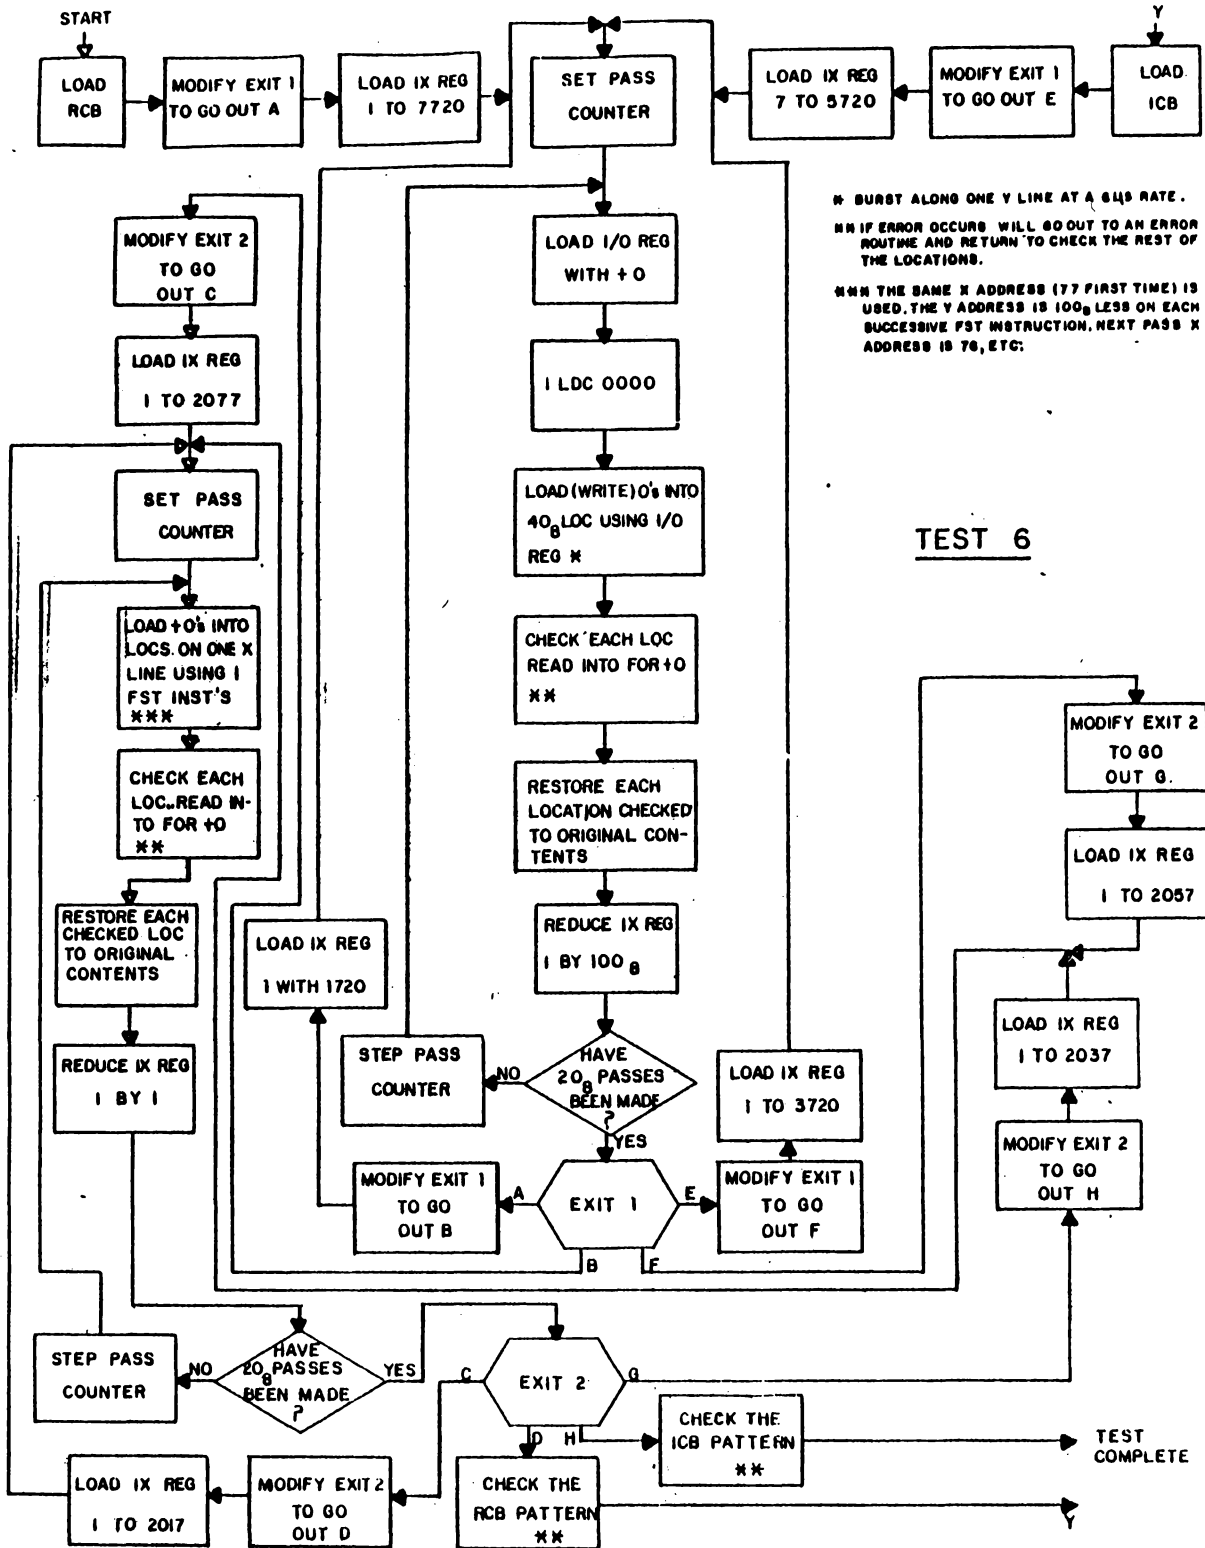 START
LOAD
RCB
MODIFY EXIT 1
TO GO OUT A
LOAD IX REG
1 TO 7720
SET PASS
COUNTER
LOAD IX REG
7 TO 5720
MODIFY EXIT 1
TO GO OUT E
Y
LOAD
ICB
* BURST ALONG ONE Y LINE AT A 6US RATE.
** IF ERROR OCCURS WILL GO OUT TO AN ERROR
ROUTINE AND RETURN TO CHECK THE REST OF
THE LOCATIONS.
*** THE SAME X ADDRESS (77 FIRST TIME) IS
USED. THE Y ADDRESS IS 100₈ LESS ON EACH
SUCCESSIVE FST INSTRUCTION. NEXT PASS X
ADDRESS IS 76, ETC.
TEST 6
MODIFY EXIT 2
TO GO
OUT C
LOAD IX REG
1 TO 2077
SET PASS
COUNTER
LOAD +0's INTO
LOCS. ON ONE X
LINE USING 1
FST INST'S
***
CHECK EACH
LOC. READ IN-
TO FOR +0
**
RESTORE EACH
CHECKED LOC
TO ORIGINAL
CONTENTS
REDUCE IX REG
1 BY 1
LOAD I/O REG
WITH +0
1 LDC 0000
LOAD (WRITE) 0's INTO
40₈ LOC USING I/O
REG *
CHECK EACH LOC
READ INTO FOR +0
**
RESTORE EACH
LOCATION CHECKED
TO ORIGINAL CON-
TENTS
REDUCE IX REG
1 BY 100₈
HAVE
20₈ PASSES
BEEN MADE
?
NO
YES
STEP PASS
COUNTER
LOAD IX REG
1 WITH 1720
MODIFY EXIT 1
TO GO
OUT B
A
EXIT 1
E
B
F
MODIFY EXIT 1
TO GO
OUT F
LOAD IX REG
1 TO 3720
MODIFY EXIT 2
TO GO
OUT G.
LOAD IX REG
1 TO 2057
LOAD IX REG
1 TO 2037
MODIFY EXIT 2
TO GO
OUT H
STEP PASS
COUNTER
NO
HAVE
20₈ PASSES
BEEN MADE
?
YES
C
EXIT 2
G
D
H
CHECK THE
ICB PATTERN
**
TEST
COMPLETE
LOAD IX REG
1 TO 2017
MODIFY EXIT 2
TO GO
OUT D
CHECK THE
RCB PATTERN
**
Y